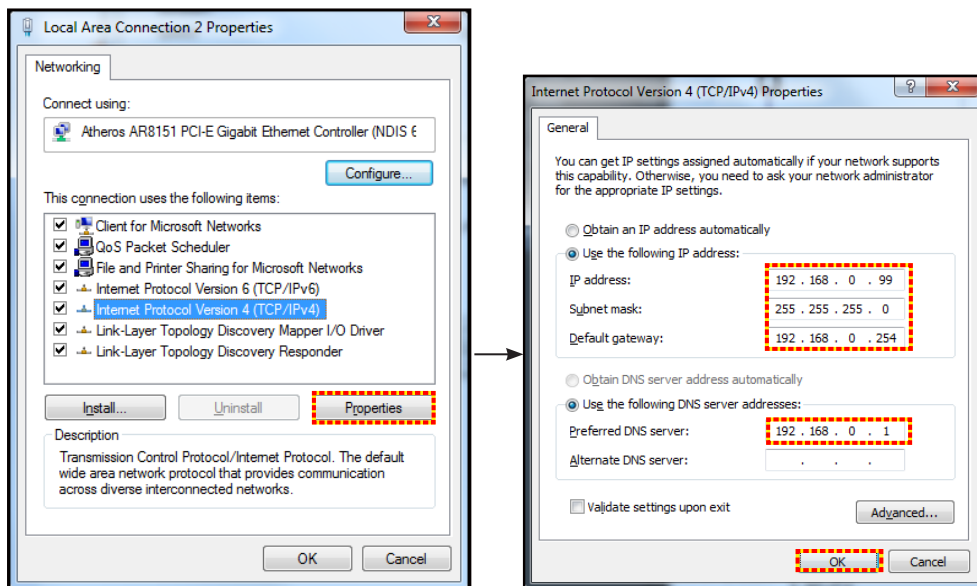 Local Area Connection 2 Properties
Networking
Connect using:
Atheros AR8151 PCI-E Gigabit Ethernet Controller (NDIS 6
Configure...
This connection uses the following items:
Client for Microsoft Networks
QoS Packet Scheduler
File and Printer Sharing for Microsoft Networks
Internet Protocol Version 6 (TCP/IPv6)
Internet Protocol Version 4 (TCP/IPv4)
Link-Layer Topology Discovery Mapper I/O Driver
Link-Layer Topology Discovery Responder
Install...
Uninstall
Properties
Description
Transmission Control Protocol/Internet Protocol. The default
wide area network protocol that provides communication
across diverse interconnected networks.
OK
Cancel
Internet Protocol Version 4 (TCP/IPv4) Properties
?
General
You can get IP settings assigned automatically if your network supports
this capability. Otherwise, you need to ask your network administrator
for the appropriate IP settings.
Obtain an IP address automatically
Use the following IP address:
IP address: 192 . 168 . 0 . 99
Subnet mask: 255 . 255 . 255 . 0
Default gateway: 192 . 168 . 0 . 254
Obtain DNS server address automatically
Use the following DNS server addresses:
Preferred DNS server: 192 . 168 . 0 . 1
Alternate DNS server: . . .
Validate settings upon exit
Advanced...
OK
Cancel